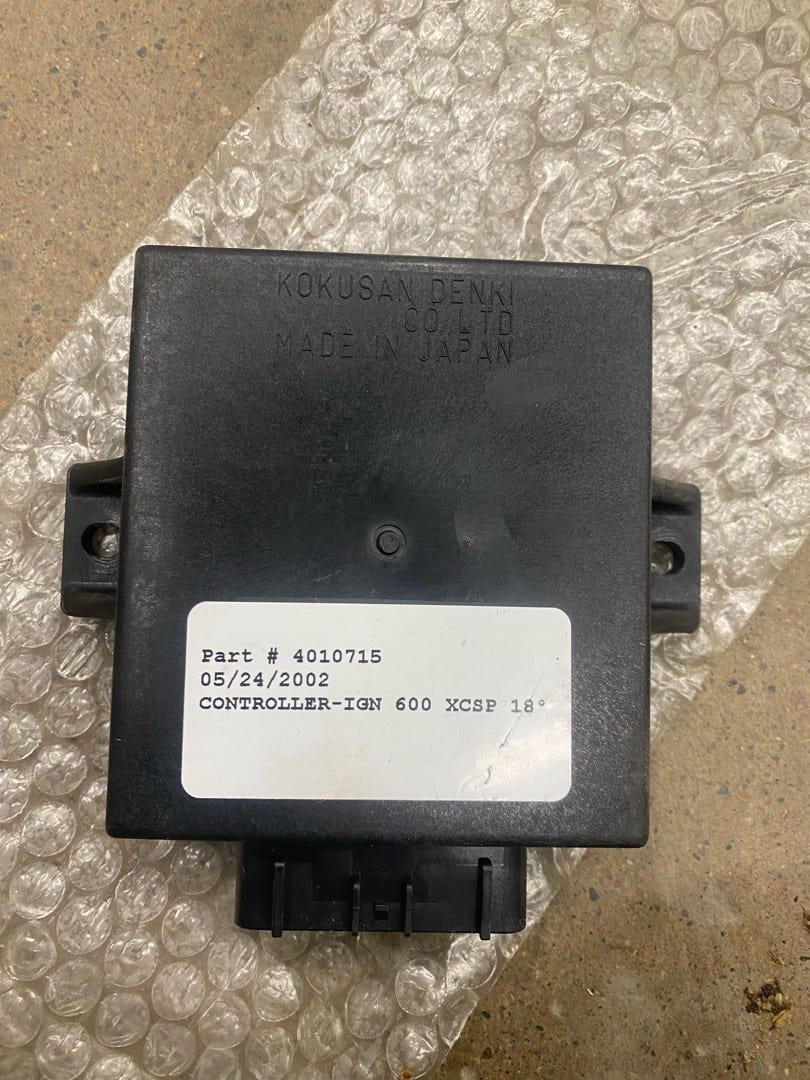 KOKUSAN DENKI
CO.LTD
MADE IN JAPAN
Part # 4010715
05/24/2002
CONTROLLER-IGN 600 XCSP 18°